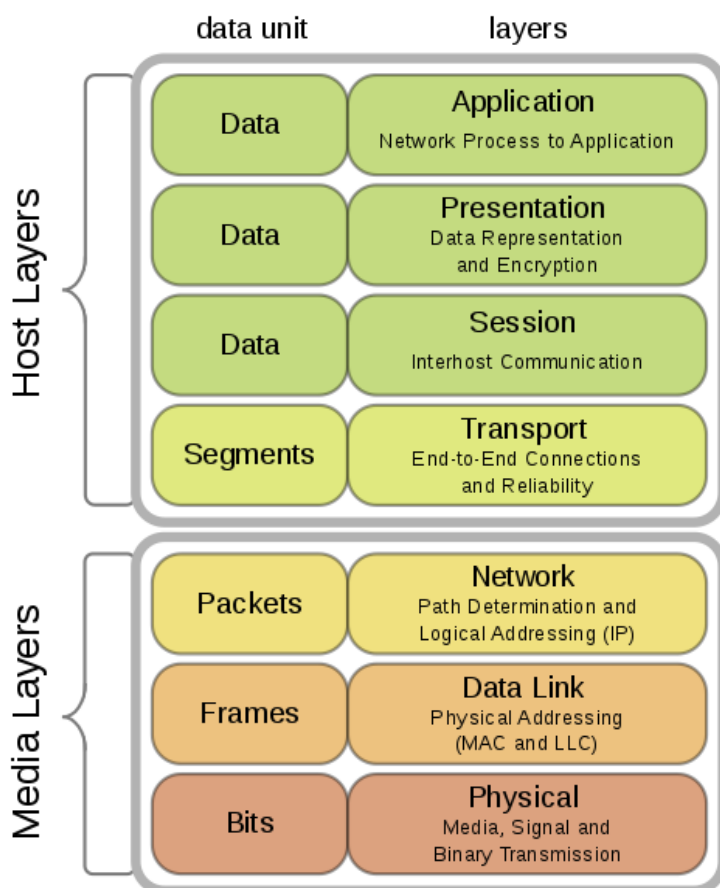 data unit
layers
Host Layers
Data
Application
Network Process to Application
Data
Presentation
Data Representation
and Encryption
Data
Session
Interhost Communication
Segments
Transport
End-to-End Connections
and Reliability
Media Layers
Packets
Network
Path Determination and
Logical Addressing (IP)
Frames
Data Link
Physical Addressing
(MAC and LLC)
Bits
Physical
Media, Signal and
Binary Transmission